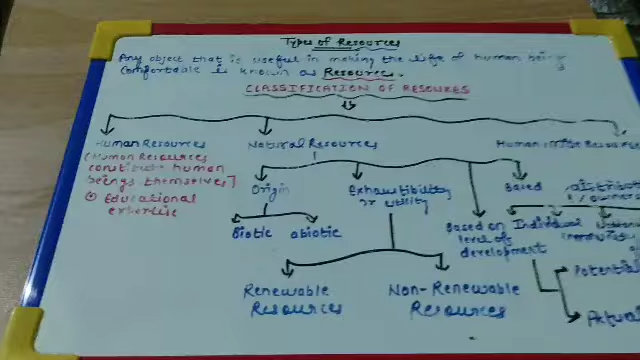 Types of Resources
Any object that is useful in making the life of human being
comfortable is known as Resources.
CLASSIFICATION OF RESOURES
Human Resources
Natural Resources
Human
(Human Resources
constitute human
beings themselves]
Educational
expertise
Origin
Exhaustibility
or utility
Based
Biotic abiotic
Based on
level of
development
Individual
Renewable
Resources
Non-Renewable
Resources
Potential